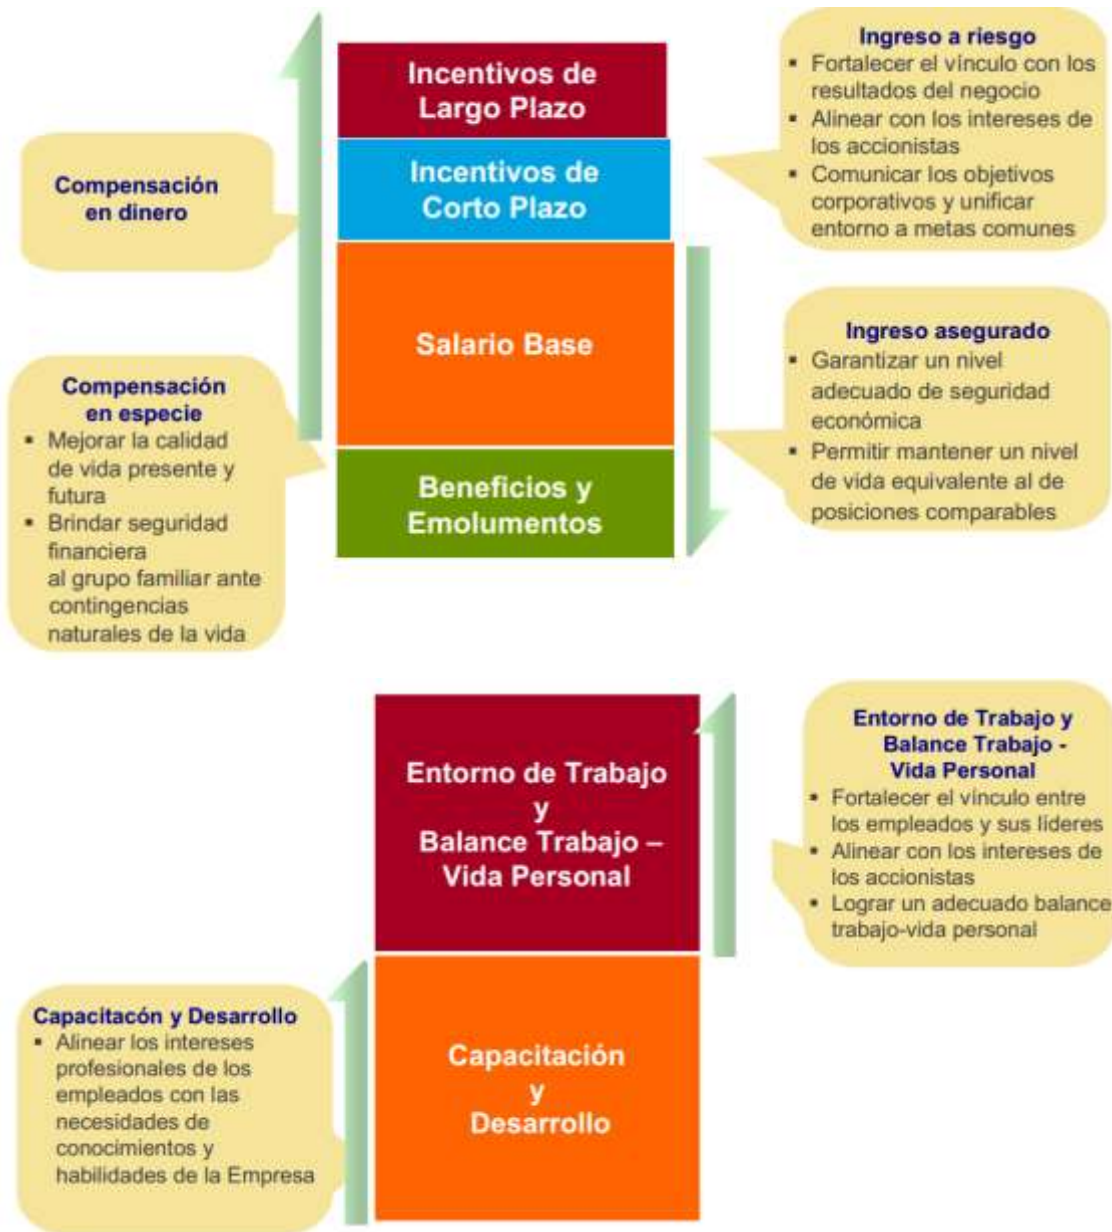 Incentivos de
Largo Plazo
Incentivos de
Corto Plazo
Salario Base
Beneficios y
Emolumentos
Compensación
en dinero
Compensación
en especie
▪ Mejorar la calidad
de vida presente y
futura
▪ Brindar seguridad
financiera
al grupo familiar ante
contingencias
naturales de la vida
Ingreso a riesgo
▪ Fortalecer el vínculo con los
resultados del negocio
▪ Alinear con los intereses de
los accionistas
▪ Comunicar los objetivos
corporativos y unificar
entorno a metas comunes
Ingreso asegurado
▪ Garantizar un nivel
adecuado de seguridad
económica
▪ Permitir mantener un nivel
de vida equivalente al de
posiciones comparables
Entorno de Trabajo
y
Balance Trabajo –
Vida Personal
Capacitación
y
Desarrollo
Entorno de Trabajo y
Balance Trabajo -
Vida Personal
▪ Fortalecer el vínculo entre
los empleados y sus líderes
▪ Alinear con los intereses de
los accionistas
▪ Lograr un adecuado balance
trabajo-vida personal
Capacitacón y Desarrollo
▪ Alinear los intereses
profesionales de los
empleados con las
necesidades de
conocimientos y
habilidades de la Empresa